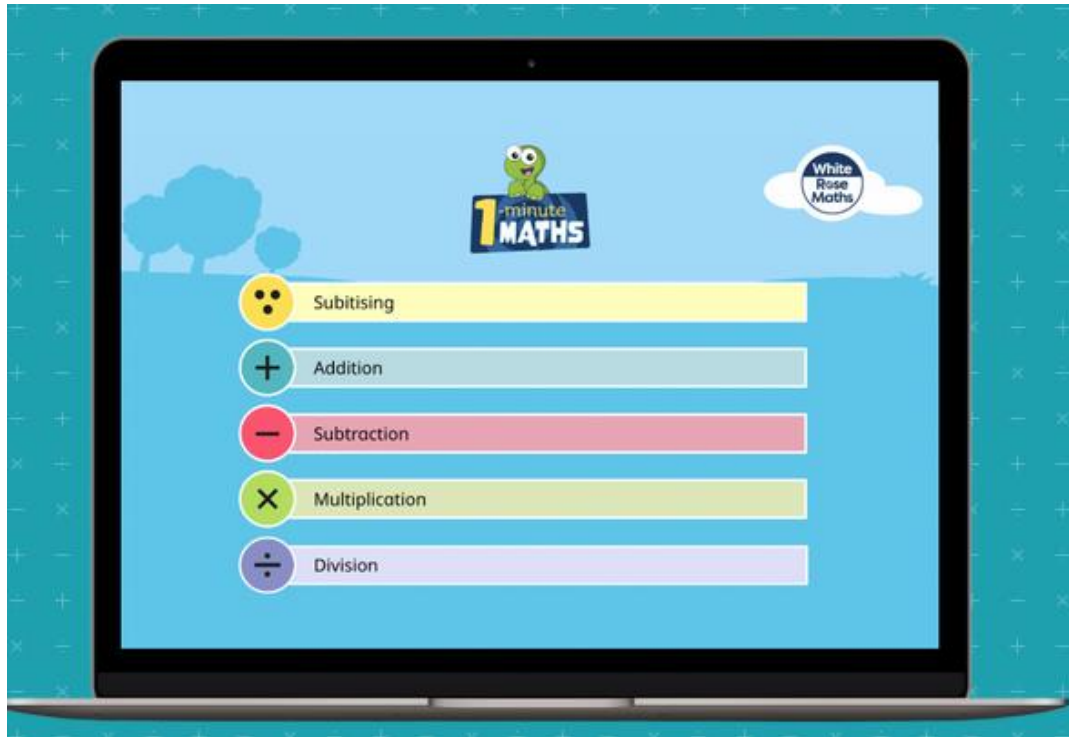 White
Rose
Maths
1-minute
MATHS
Subitising
Addition
Subtraction
Multiplication
Division